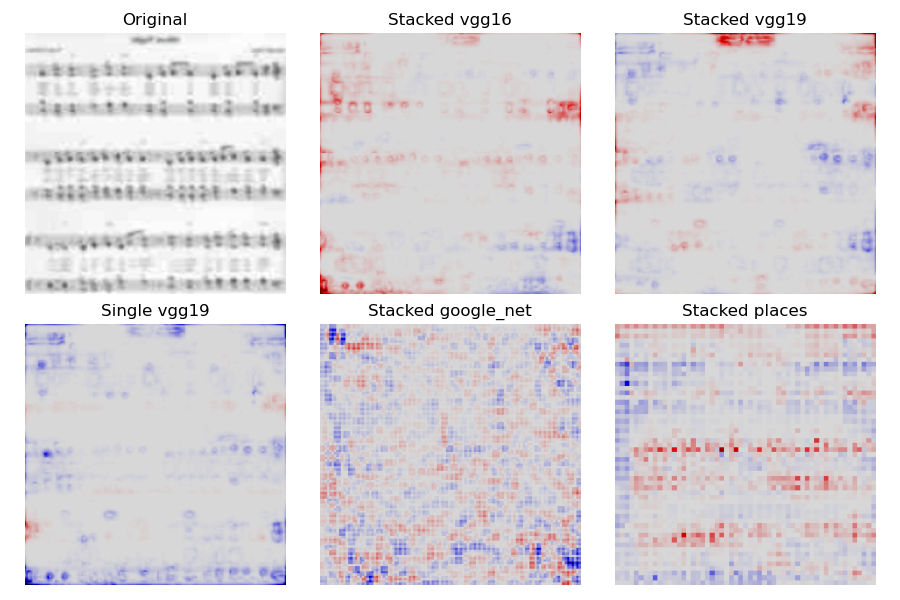 Original
Stacked vgg16
Stacked vgg19
Single vgg19
Stacked google_net
Stacked places